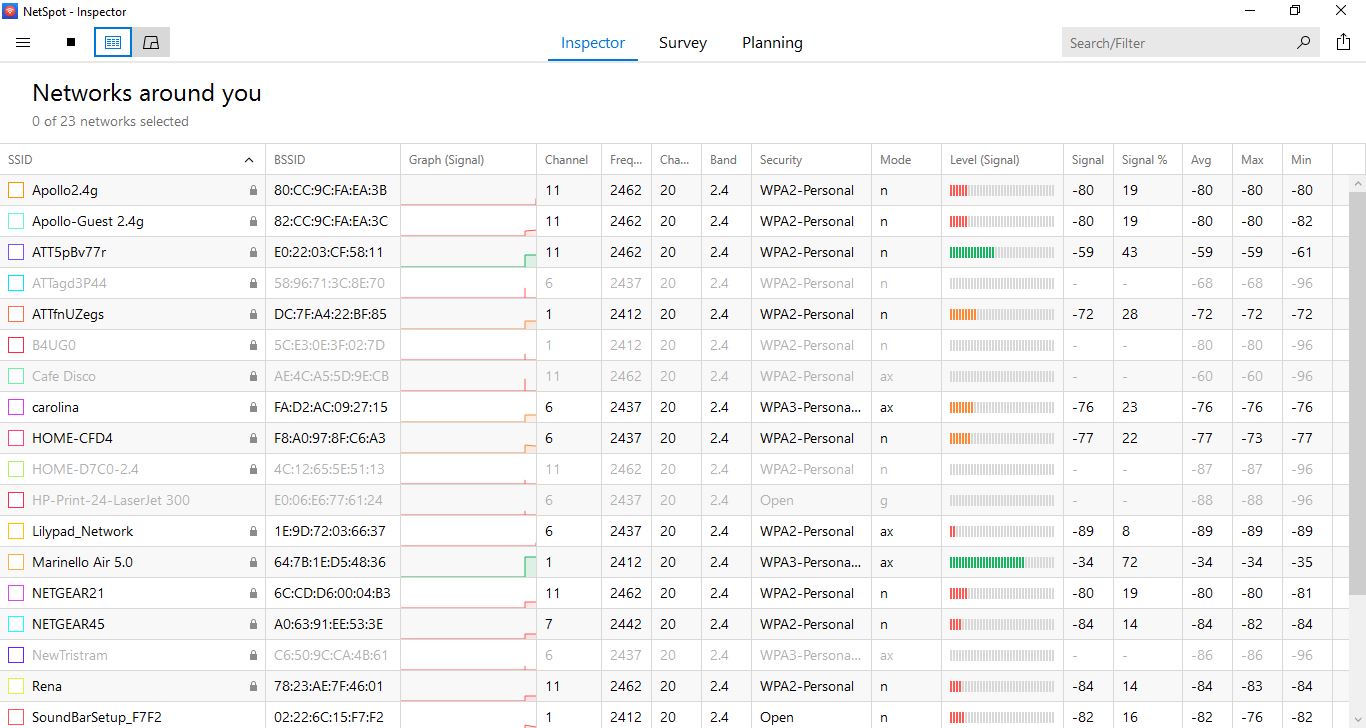 NetSpot - Inspector
Inspector Survey Planning Search/Filter
Networks around you
0 of 23 networks selected
SSID BSSID Graph (Signal) Channel Freq... Cha... Band Security Mode Level (Signal) Signal Signal % Avg Max Min
Apollo2.4g 80:CC:9C:FA:EA:3B 11 2462 20 2.4 WPA2-Personal n -80 19 -80 -80 -80
Apollo-Guest 2.4g 82:CC:9C:FA:EA:3C 11 2462 20 2.4 WPA2-Personal n -80 19 -80 -80 -82
ATT5pBv77r E0:22:03:CF:58:11 11 2462 20 2.4 WPA2-Personal n -59 43 -59 -59 -61
ATTagd3P44 58:96:71:3C:8E:70 6 2437 20 2.4 WPA2-Personal n - - -68 -68 -96
ATTfnUZegs DC:7F:A4:22:BF:85 1 2412 20 2.4 WPA2-Personal n -72 28 -72 -72 -72
B4UG0 5C:E3:0E:3F:02:7D 1 2412 20 2.4 WPA2-Personal n - - -80 -80 -96
Cafe Disco AE:4C:A5:5D:9E:CB 11 2462 20 2.4 WPA2-Personal ax - - -60 -60 -96
carolina FA:D2:AC:09:27:15 6 2437 20 2.4 WPA3-Persona... ax -76 23 -76 -76 -76
HOME-CFD4 F8:A0:97:8F:C6:A3 6 2437 20 2.4 WPA2-Personal n -77 22 -77 -73 -77
HOME-D7C0-2.4 4C:12:65:5E:51:13 11 2462 20 2.4 WPA2-Personal n - - -87 -87 -96
HP-Print-24-LaserJet 300 E0:06:E6:77:61:24 6 2437 20 2.4 Open g - - -88 -88 -96
Lilypad_Network 1E:9D:72:03:66:37 6 2437 20 2.4 WPA2-Personal ax -89 8 -89 -89 -89
Marinello Air 5.0 64:7B:1E:D5:48:36 1 2412 20 2.4 WPA3-Persona... ax -34 72 -34 -34 -35
NETGEAR21 6C:CD:D6:00:04:B3 11 2462 20 2.4 WPA2-Personal n -80 19 -80 -80 -81
NETGEAR45 A0:63:91:EE:53:3E 7 2442 20 2.4 WPA2-Personal n -84 14 -84 -82 -84
NewTristram C6:50:9C:CA:4B:61 6 2437 20 2.4 WPA3-Persona... ax - - -86 -86 -96
Rena 78:23:AE:7F:46:01 11 2462 20 2.4 WPA2-Personal n -84 14 -84 -83 -84
SoundBarSetup_F7F2 02:22:6C:15:F7:F2 1 2412 20 2.4 Open n -82 16 -82 -76 -82